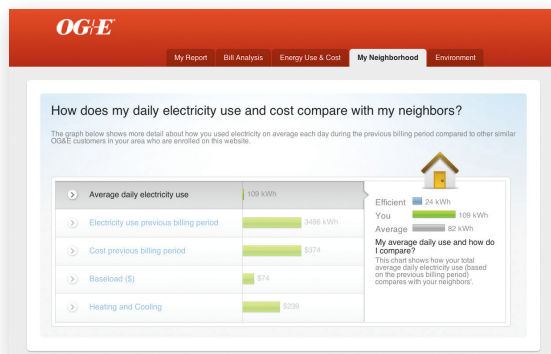 OG/E
My Report Bill Analysis Energy Use & Cost My Neighborhood Environment
How does my daily electricity use and cost compare with my neighbors?
The graph below shows more detail about how you used electricity on average each day during the previous billing period compared to other similar
OG&E customers in your area who are enrolled on this website.
Average daily electricity use 109 kWh
Electricity use previous billing period 3486 kWh
Cost previous billing period $374
Baseload ($) $74
Heating and Cooling $239
Efficient 24 kWh
You 109 kWh
Average 82 kWh
My average daily use and how do
I compare?
This chart shows how your total
average daily electricity use (based
on the previous billing period)
compares with your neighbors'.